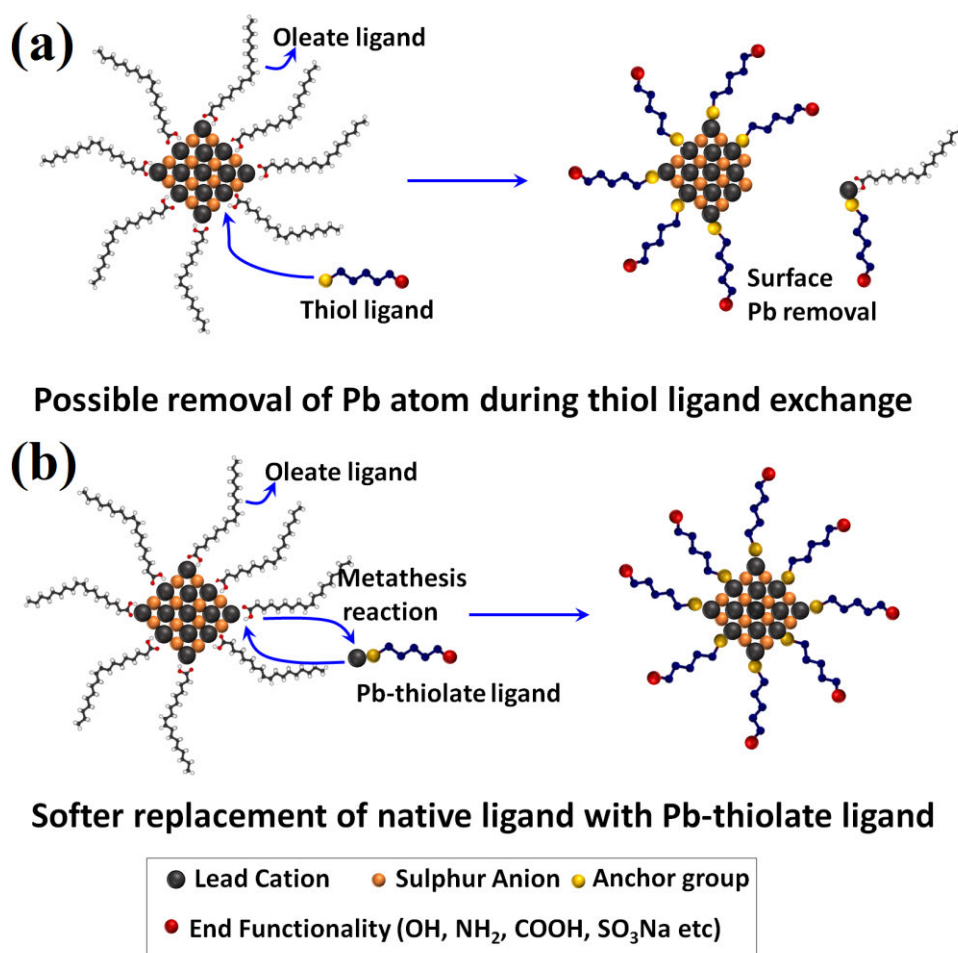 (a)
Oleate ligand
Thiol ligand
Surface
Pb removal
Possible removal of Pb atom during thiol ligand exchange
(b)
Oleate ligand
Metathesis
reaction
Pb-thiolate ligand
Softer replacement of native ligand with Pb-thiolate ligand
Lead Cation Sulphur Anion Anchor group
End Functionality (OH, NH₂, COOH, SO₃Na etc)